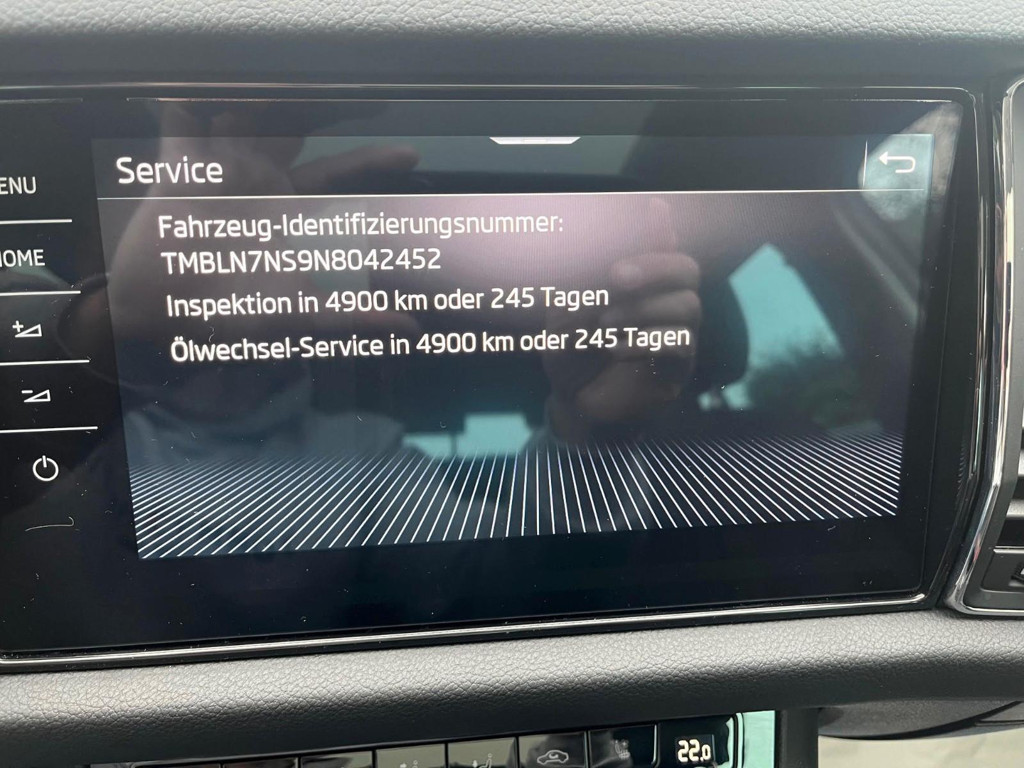 Service
ENU
Fahrzeug-Identifizierungsnummer:
TMBLN7NS9N8042452
HOME
Inspektion in 4900 km oder 245 Tagen
Ölwechsel-Service in 4900 km oder 245 Tagen
22.0